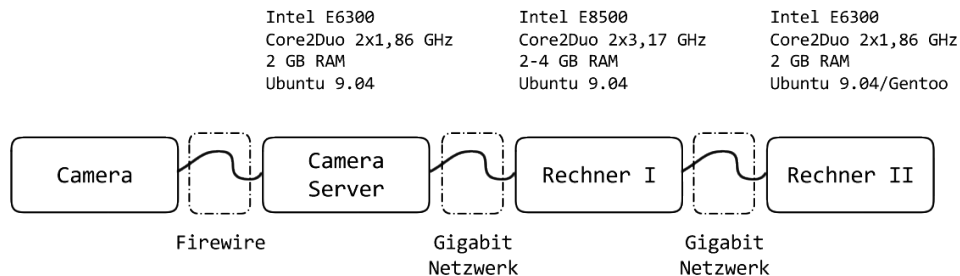 Intel E6300
Core2Duo 2x1,86 GHz
2 GB RAM
Ubuntu 9.04
Intel E8500
Core2Duo 2x3,17 GHz
2-4 GB RAM
Ubuntu 9.04
Intel E6300
Core2Duo 2x1,86 GHz
2 GB RAM
Ubuntu 9.04/Gentoo
Camera
Camera
Server
Rechner I
Rechner II
Firewire
Gigabit
Netzwerk
Gigabit
Netzwerk